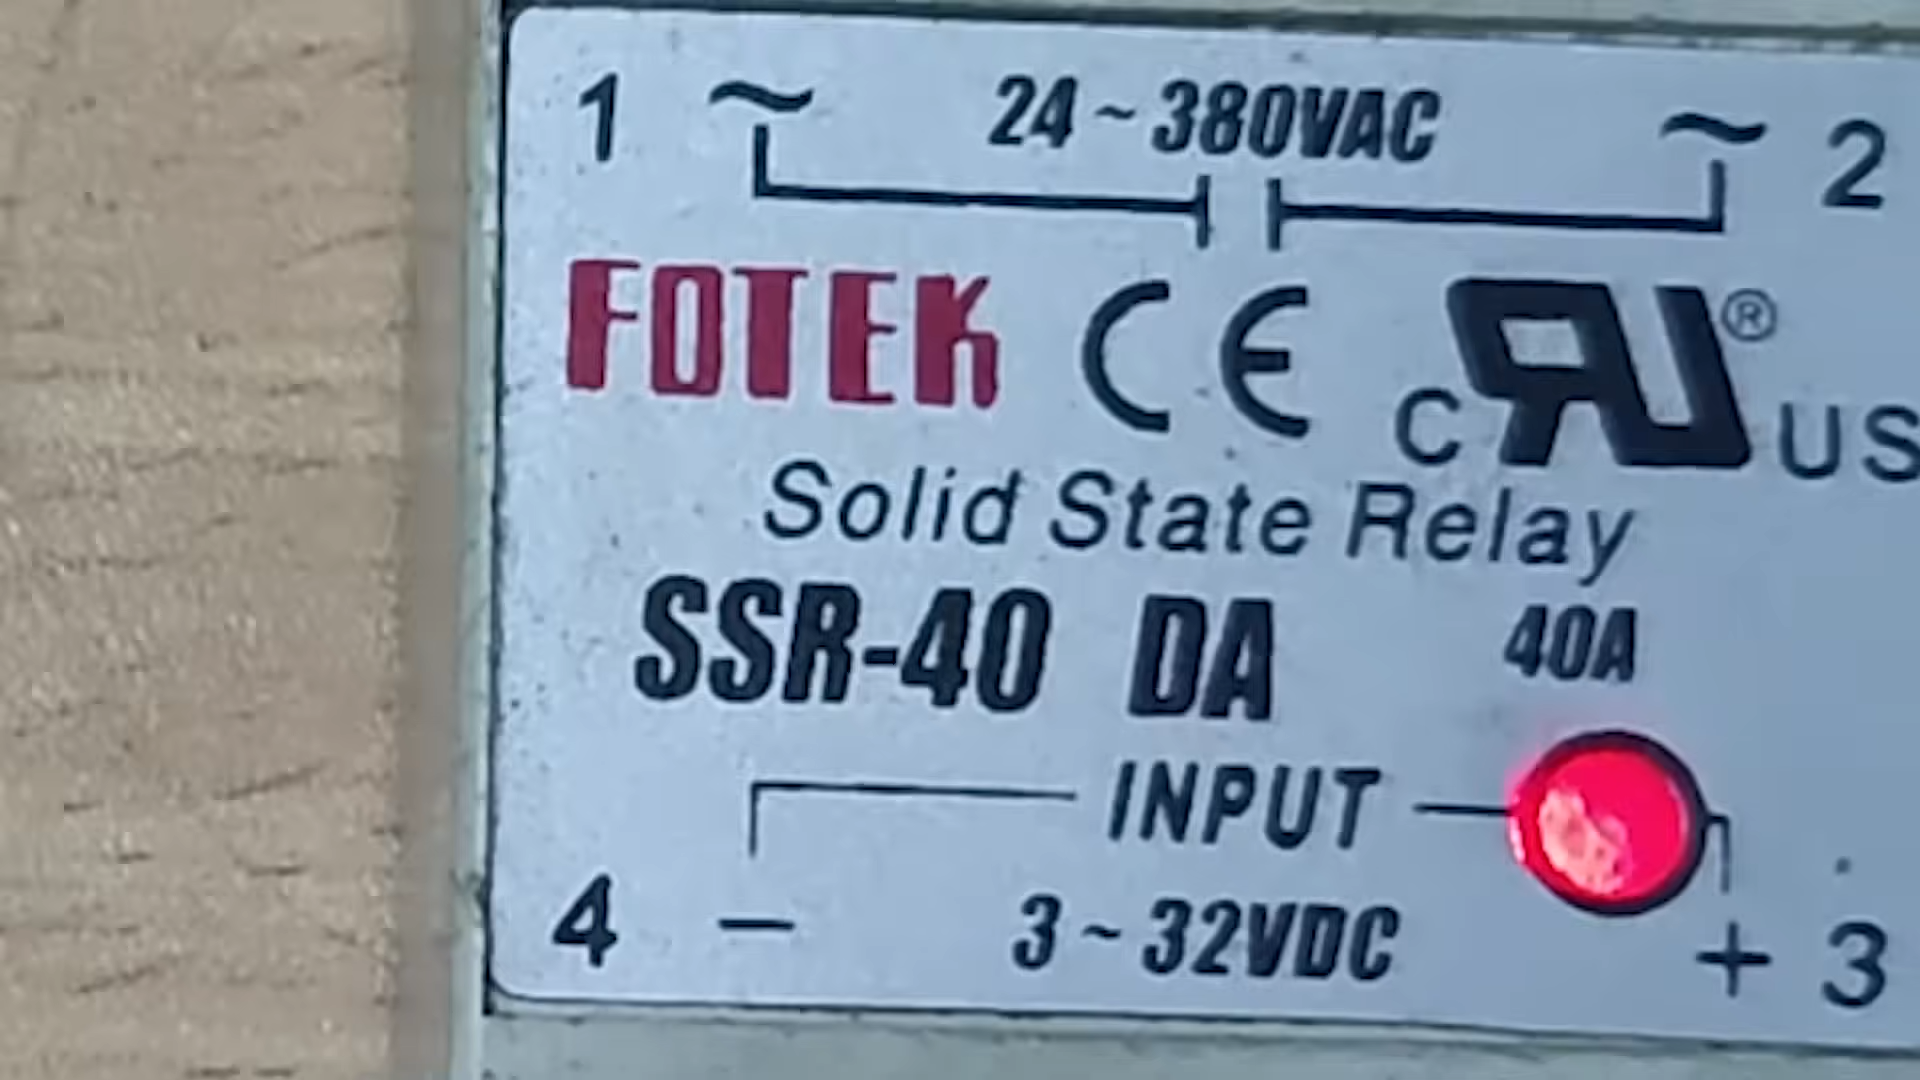 1 ~ 24~380VAC ~ 2
FOTEK CE c RU ® US
Solid State Relay
SSR-40 DA 40A
INPUT
4 − 3~32VDC + 3